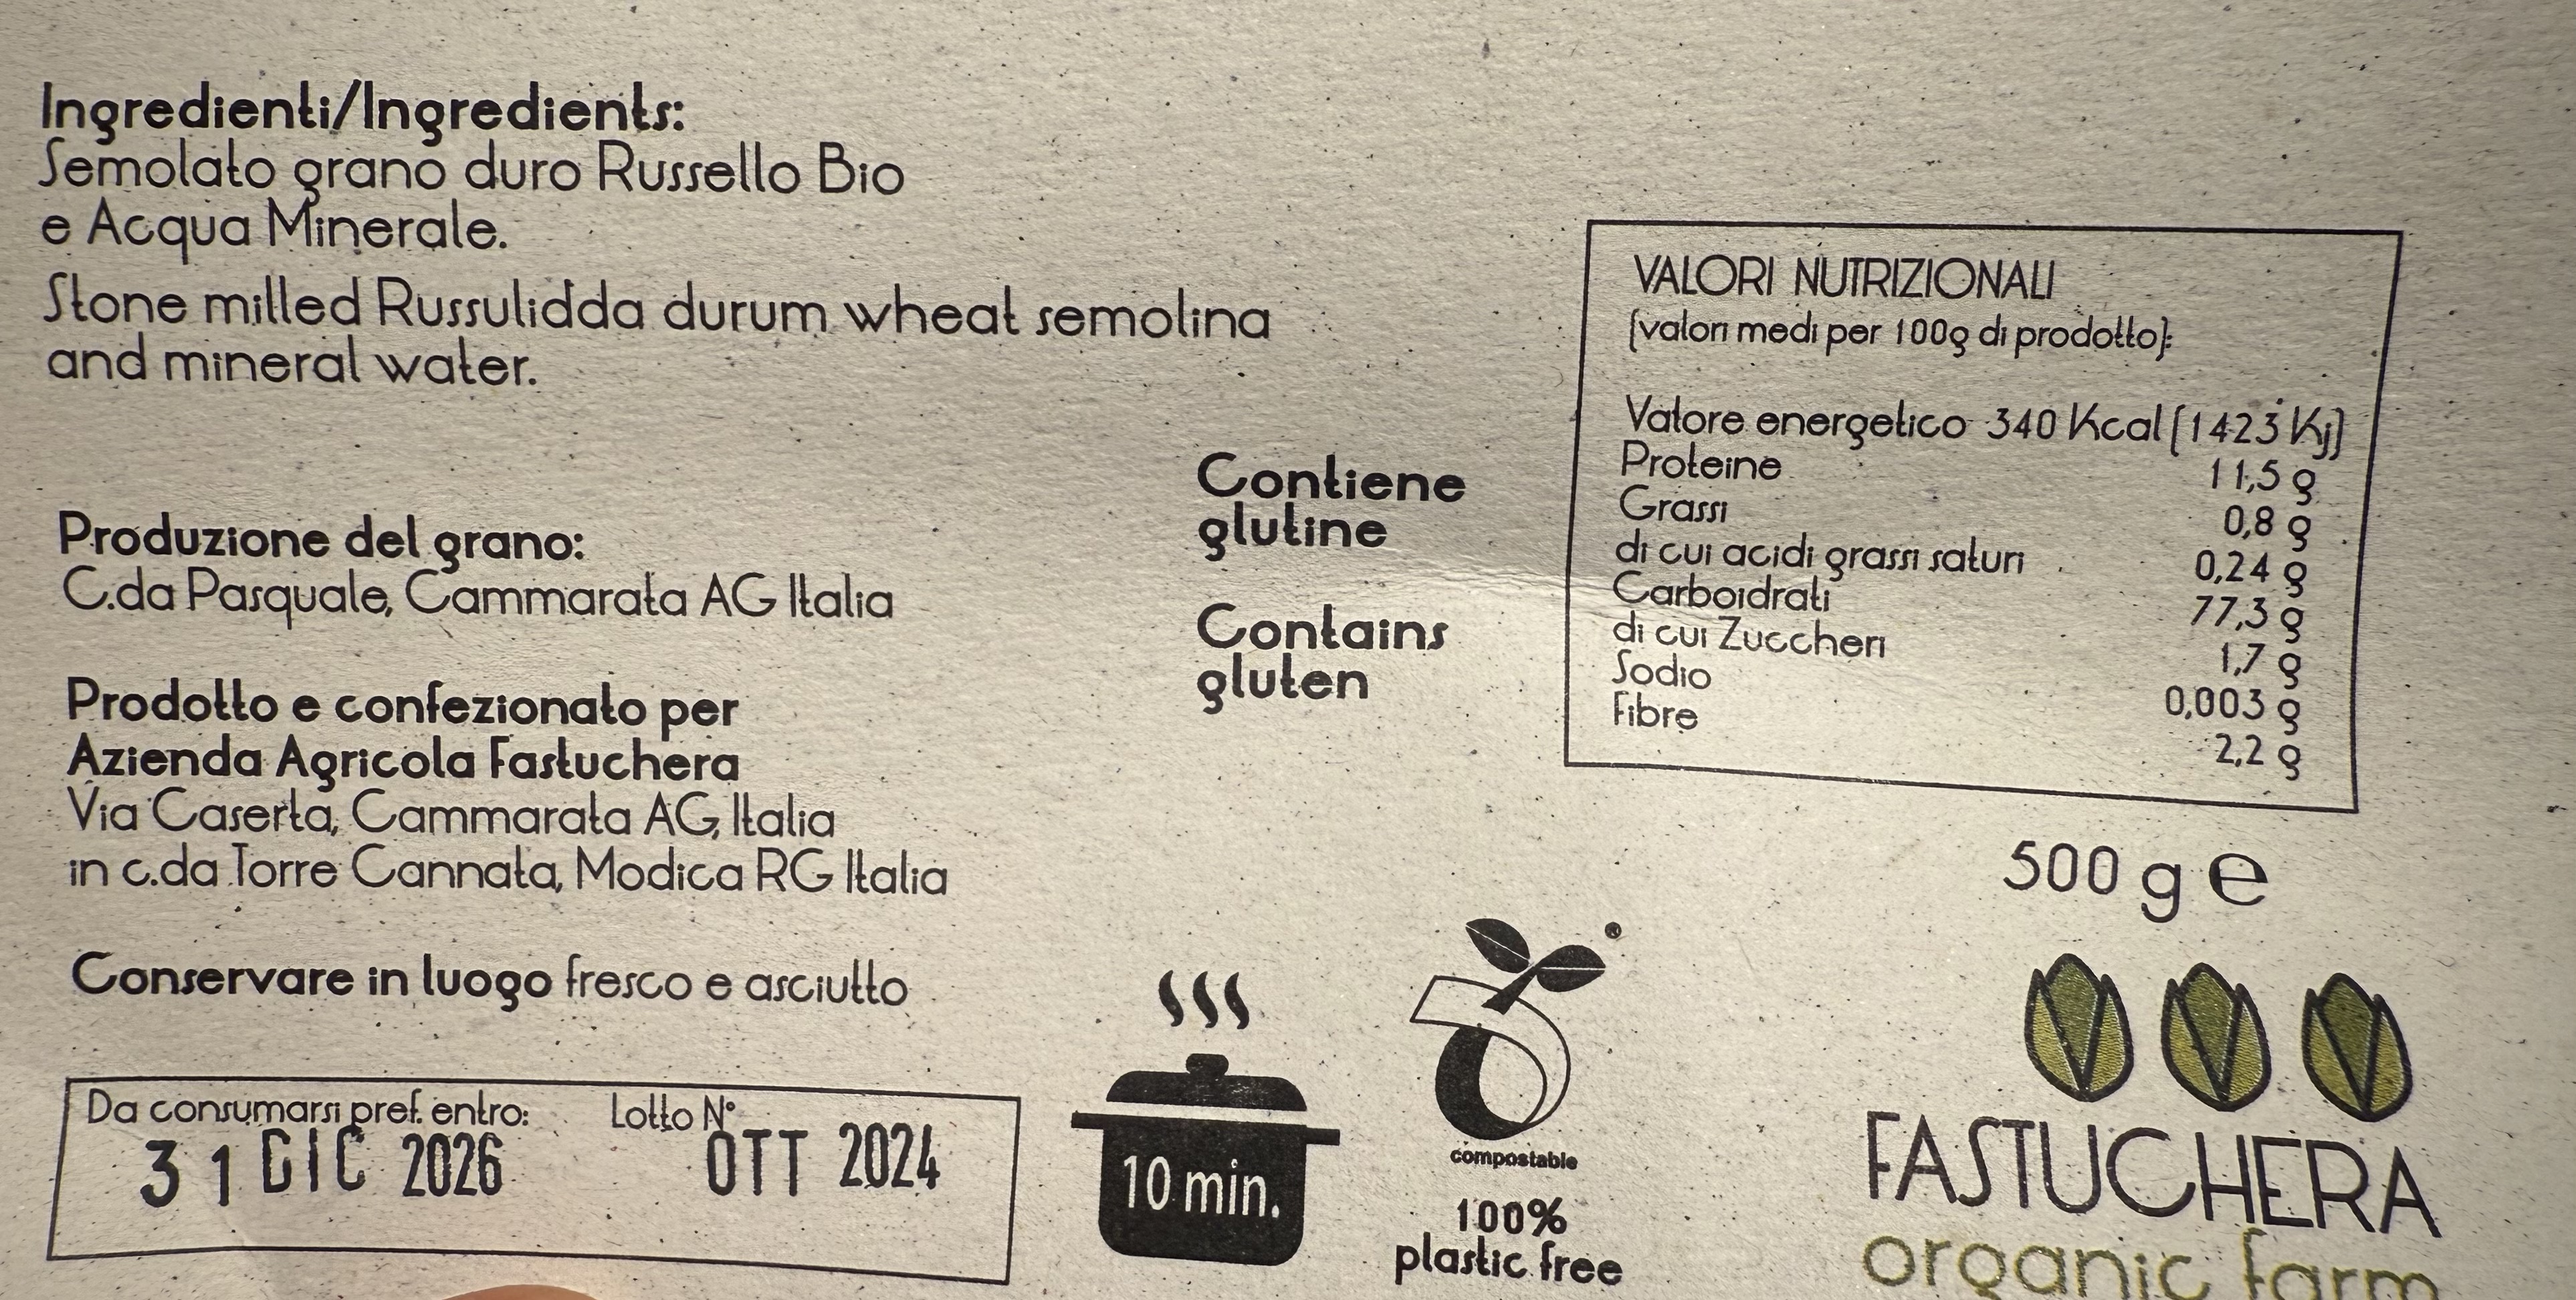 Ingredienti/Ingredients:
Semolato grano duro Russello Bio
e Acqua Minerale.
Stone milled Russulidda durum wheat semolina
and mineral water.
Produzione del grano:
C.da Pasquale, Cammarata AG Italia
Prodotto e confezionato per
Azienda Agricola Fastuchera
Via Caserta, Cammarata AG, Italia
in c.da Torre Cannata, Modica RG Italia
Conservare in luogo fresco e asciutto
Da consumarsi pref. entro: Lotto N°
31 DIC 2026 OTT 2024
Contiene
glutine
Contains
gluten
VALORI NUTRIZIONALI
(valori medi per 100g di prodotto):
Valore energetico 340 Kcal (1423 Kj)
Proteine 11,5 g
Grassi 0,8 g
di cui acidi grassi saturi 0,24 g
Carboidrati 77,3 g
di cui Zuccheri 1,7 g
Sodio 0,003 g
Fibre 2,2 g
500 g e
10 min.
®
compostable
100%
plastic free
FASTUCHERA
organic farm